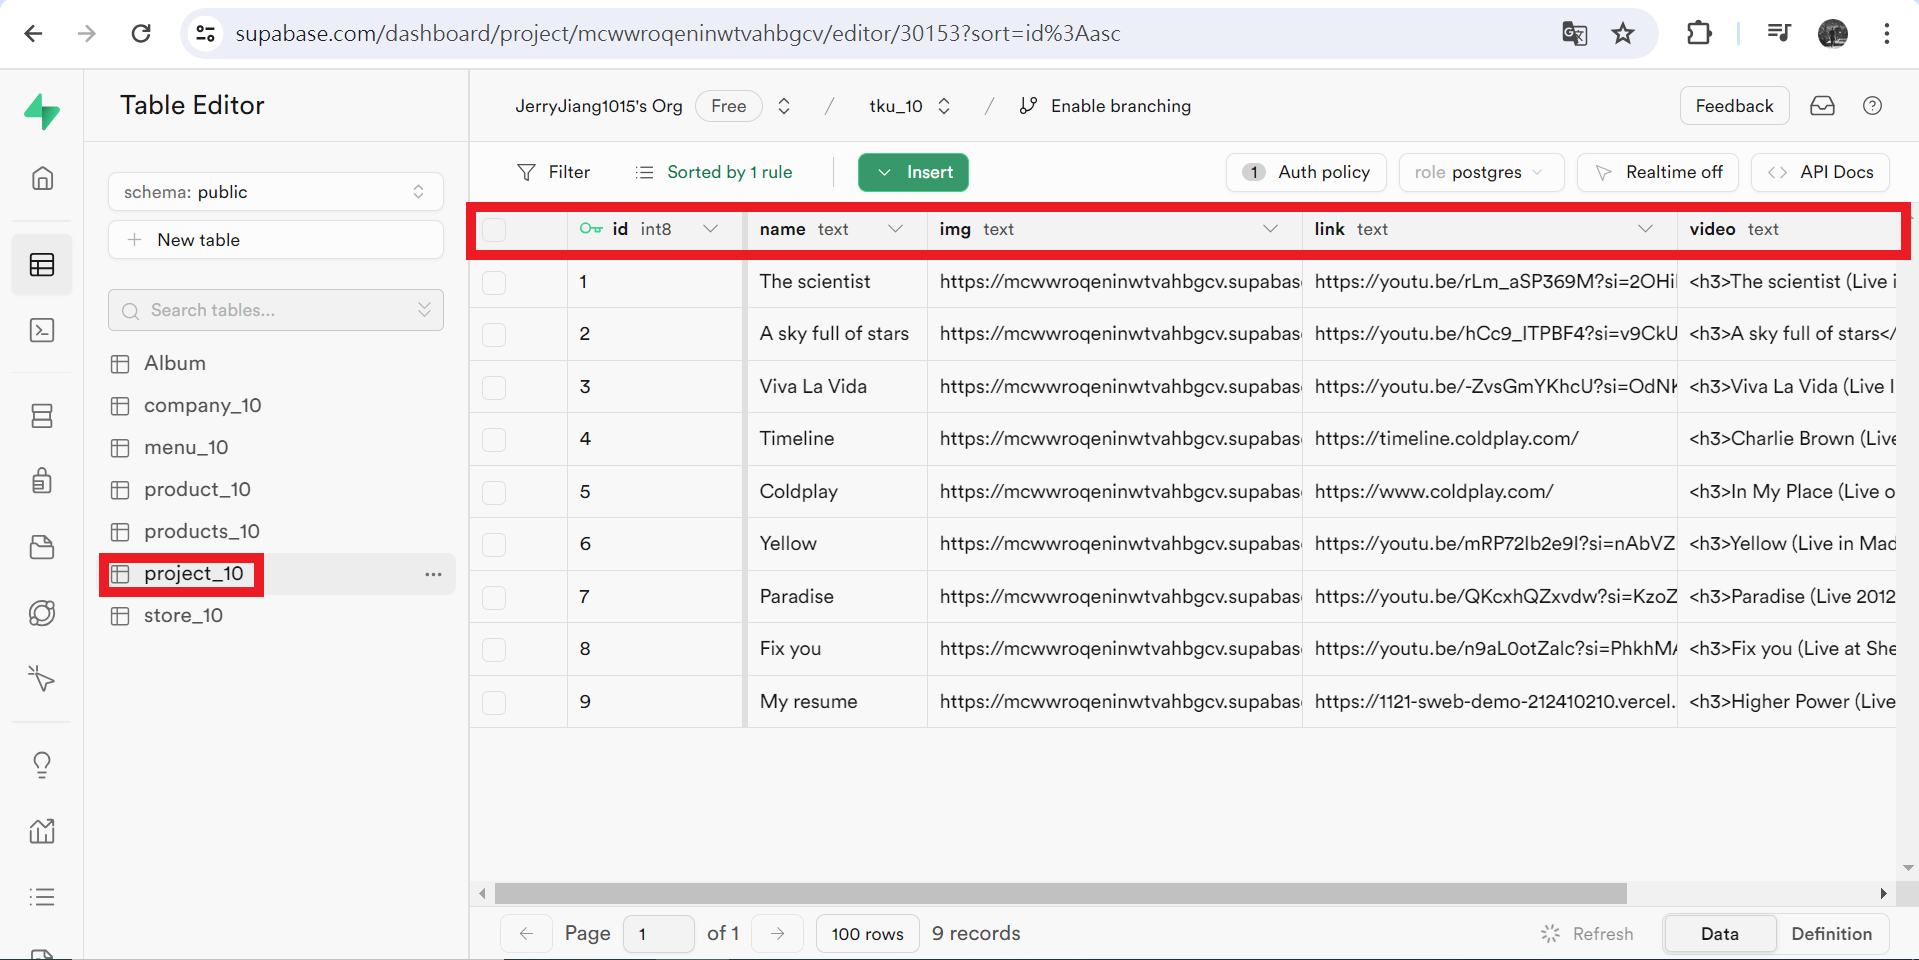 supabase.com/dashboard/project/mcwwroqeninwtvahbgcv/editor/30153?sort=id%3Aasc
Table Editor
JerryJiang1015's Org Free / tku_10 / Enable branching Feedback
schema: public
New table
Search tables...
Album
company_10
menu_10
product_10
products_10
project_10
store_10
Filter Sorted by 1 rule Insert 1 Auth policy role postgres Realtime off API Docs
id int8 name text img text link text video text
1 The scientist https://mcwwroqeninwtvahbgcv.supabas https://youtu.be/rLm_aSP369M?si=2OHi <h3>The scientist (Live i
2 A sky full of stars https://mcwwroqeninwtvahbgcv.supabas https://youtu.be/hCc9_ITPBF4?si=v9CkU <h3>A sky full of stars</
3 Viva La Vida https://mcwwroqeninwtvahbgcv.supabas https://youtu.be/-ZvsGmYKhcU?si=OdNK <h3>Viva La Vida (Live I
4 Timeline https://mcwwroqeninwtvahbgcv.supabas https://timeline.coldplay.com/ <h3>Charlie Brown (Live
5 Coldplay https://mcwwroqeninwtvahbgcv.supabas https://www.coldplay.com/ <h3>In My Place (Live o
6 Yellow https://mcwwroqeninwtvahbgcv.supabas https://youtu.be/mRP72Ib2e9I?si=nAbVZ <h3>Yellow (Live in Mad
7 Paradise https://mcwwroqeninwtvahbgcv.supabas https://youtu.be/QKcxhQZxvdw?si=KzoZ <h3>Paradise (Live 2012
8 Fix you https://mcwwroqeninwtvahbgcv.supabas https://youtu.be/n9aL0otZalc?si=PhkhM <h3>Fix you (Live at She
9 My resume https://mcwwroqeninwtvahbgcv.supabas https://1121-sweb-demo-212410210.vercel. <h3>Higher Power (Live
Page 1 of 1 100 rows 9 records Refresh Data Definition